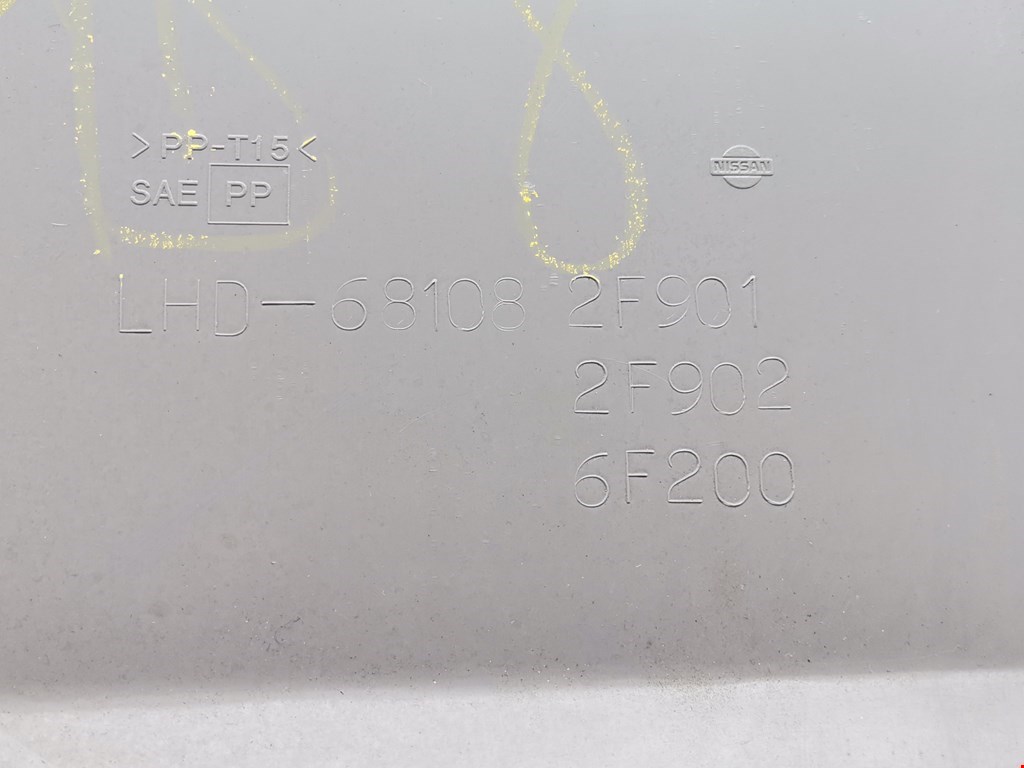 >PP-T15<
SAE PP
NISSAN
LHD-68108 2F901
2F902
6F200